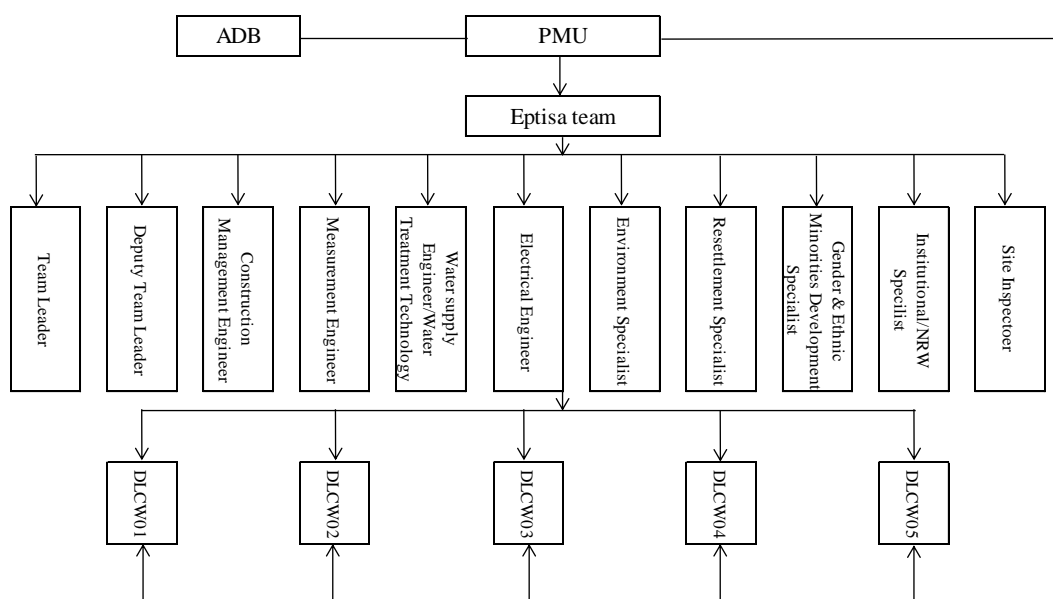 ADB
PMU
Eptisa team
Team Leader
Deputy Team Leader
Construction
Management Engineer
Measurement Engineer
Water supply
Engineer/Water
Treatment Technology
Electrical Engineer
Environment Specialist
Resettlement Specialist
Gender & Ethnic
Minorities Development
Specialist
Institutional/NRW
Specilist
Site Inspectoer
DLCW01
DLCW02
DLCW03
DLCW04
DLCW05